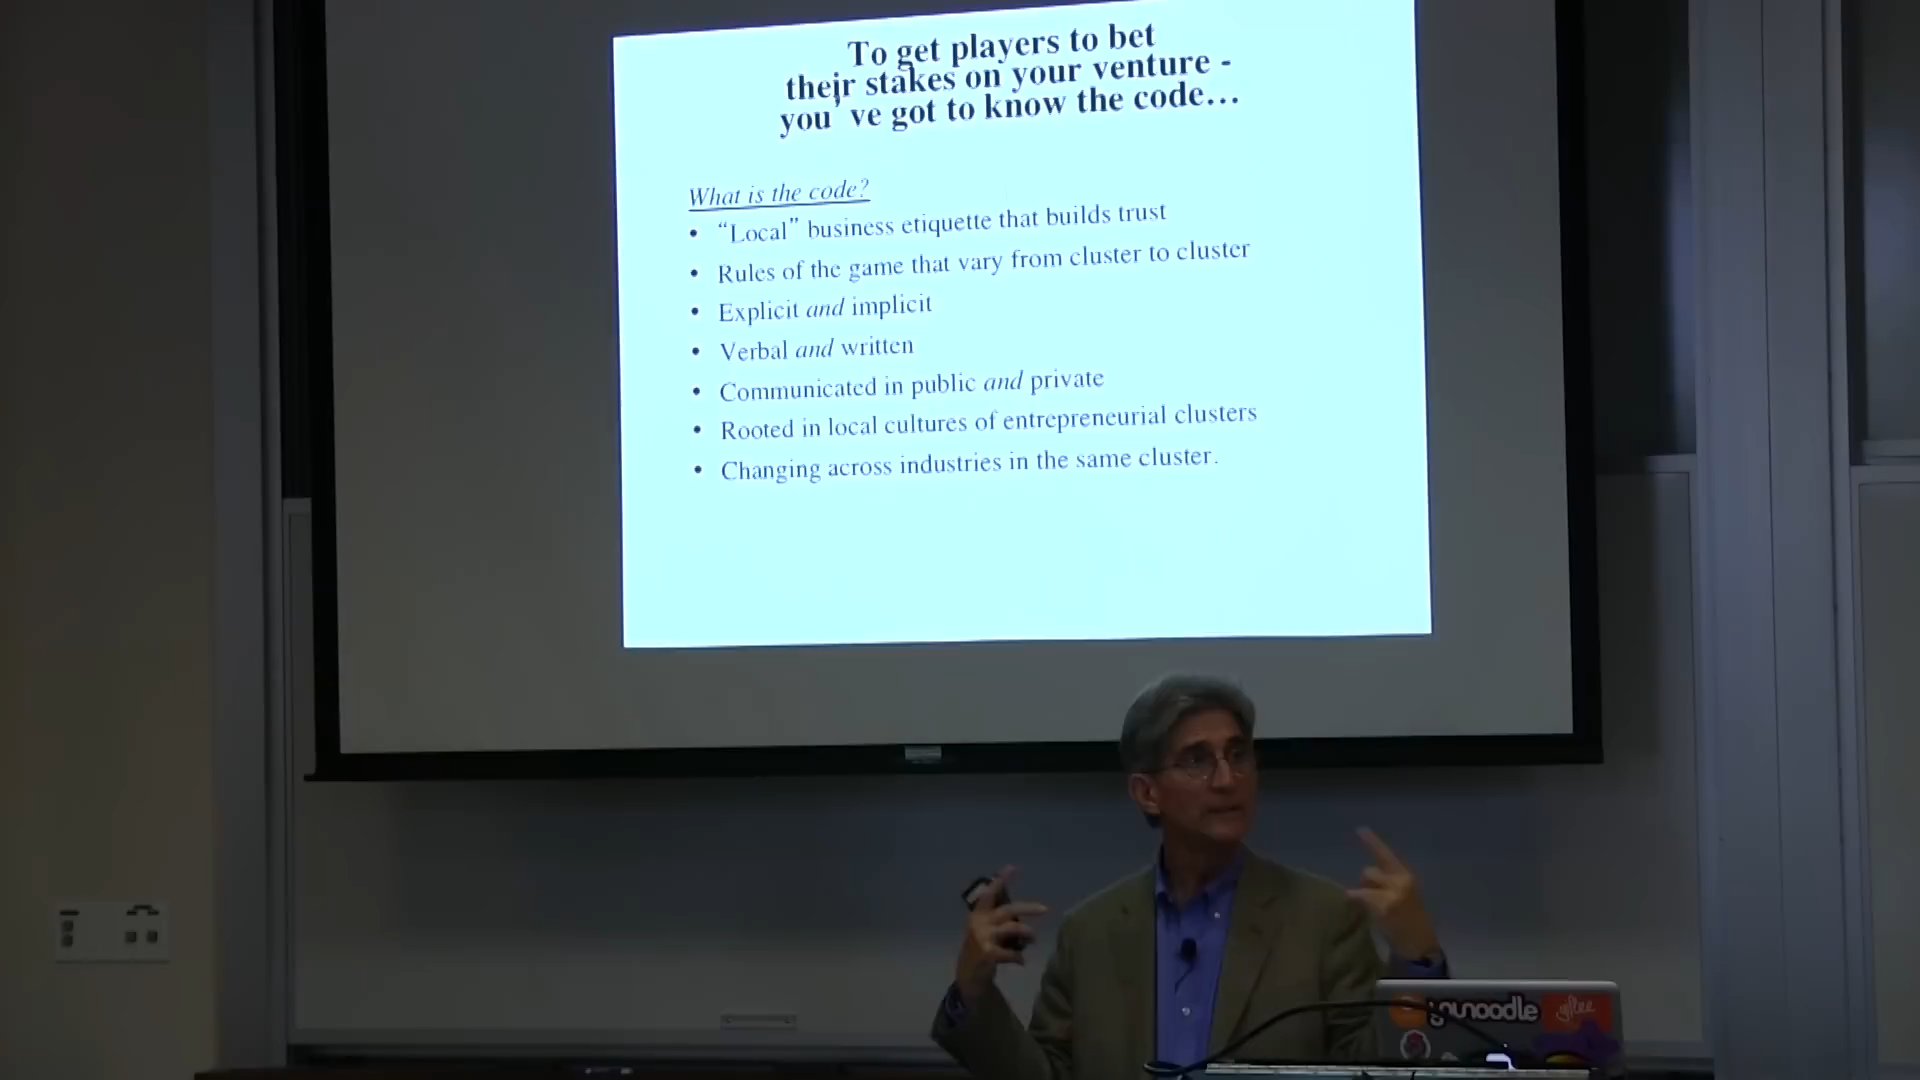 To get players to bet
their stakes on your venture -
you’ve got to know the code…
What is the code?
• “Local” business etiquette that builds trust
• Rules of the game that vary from cluster to cluster
• Explicit and implicit
• Verbal and written
• Communicated in public and private
• Rooted in local cultures of entrepreneurial clusters
• Changing across industries in the same cluster.
younoodle
yiftee